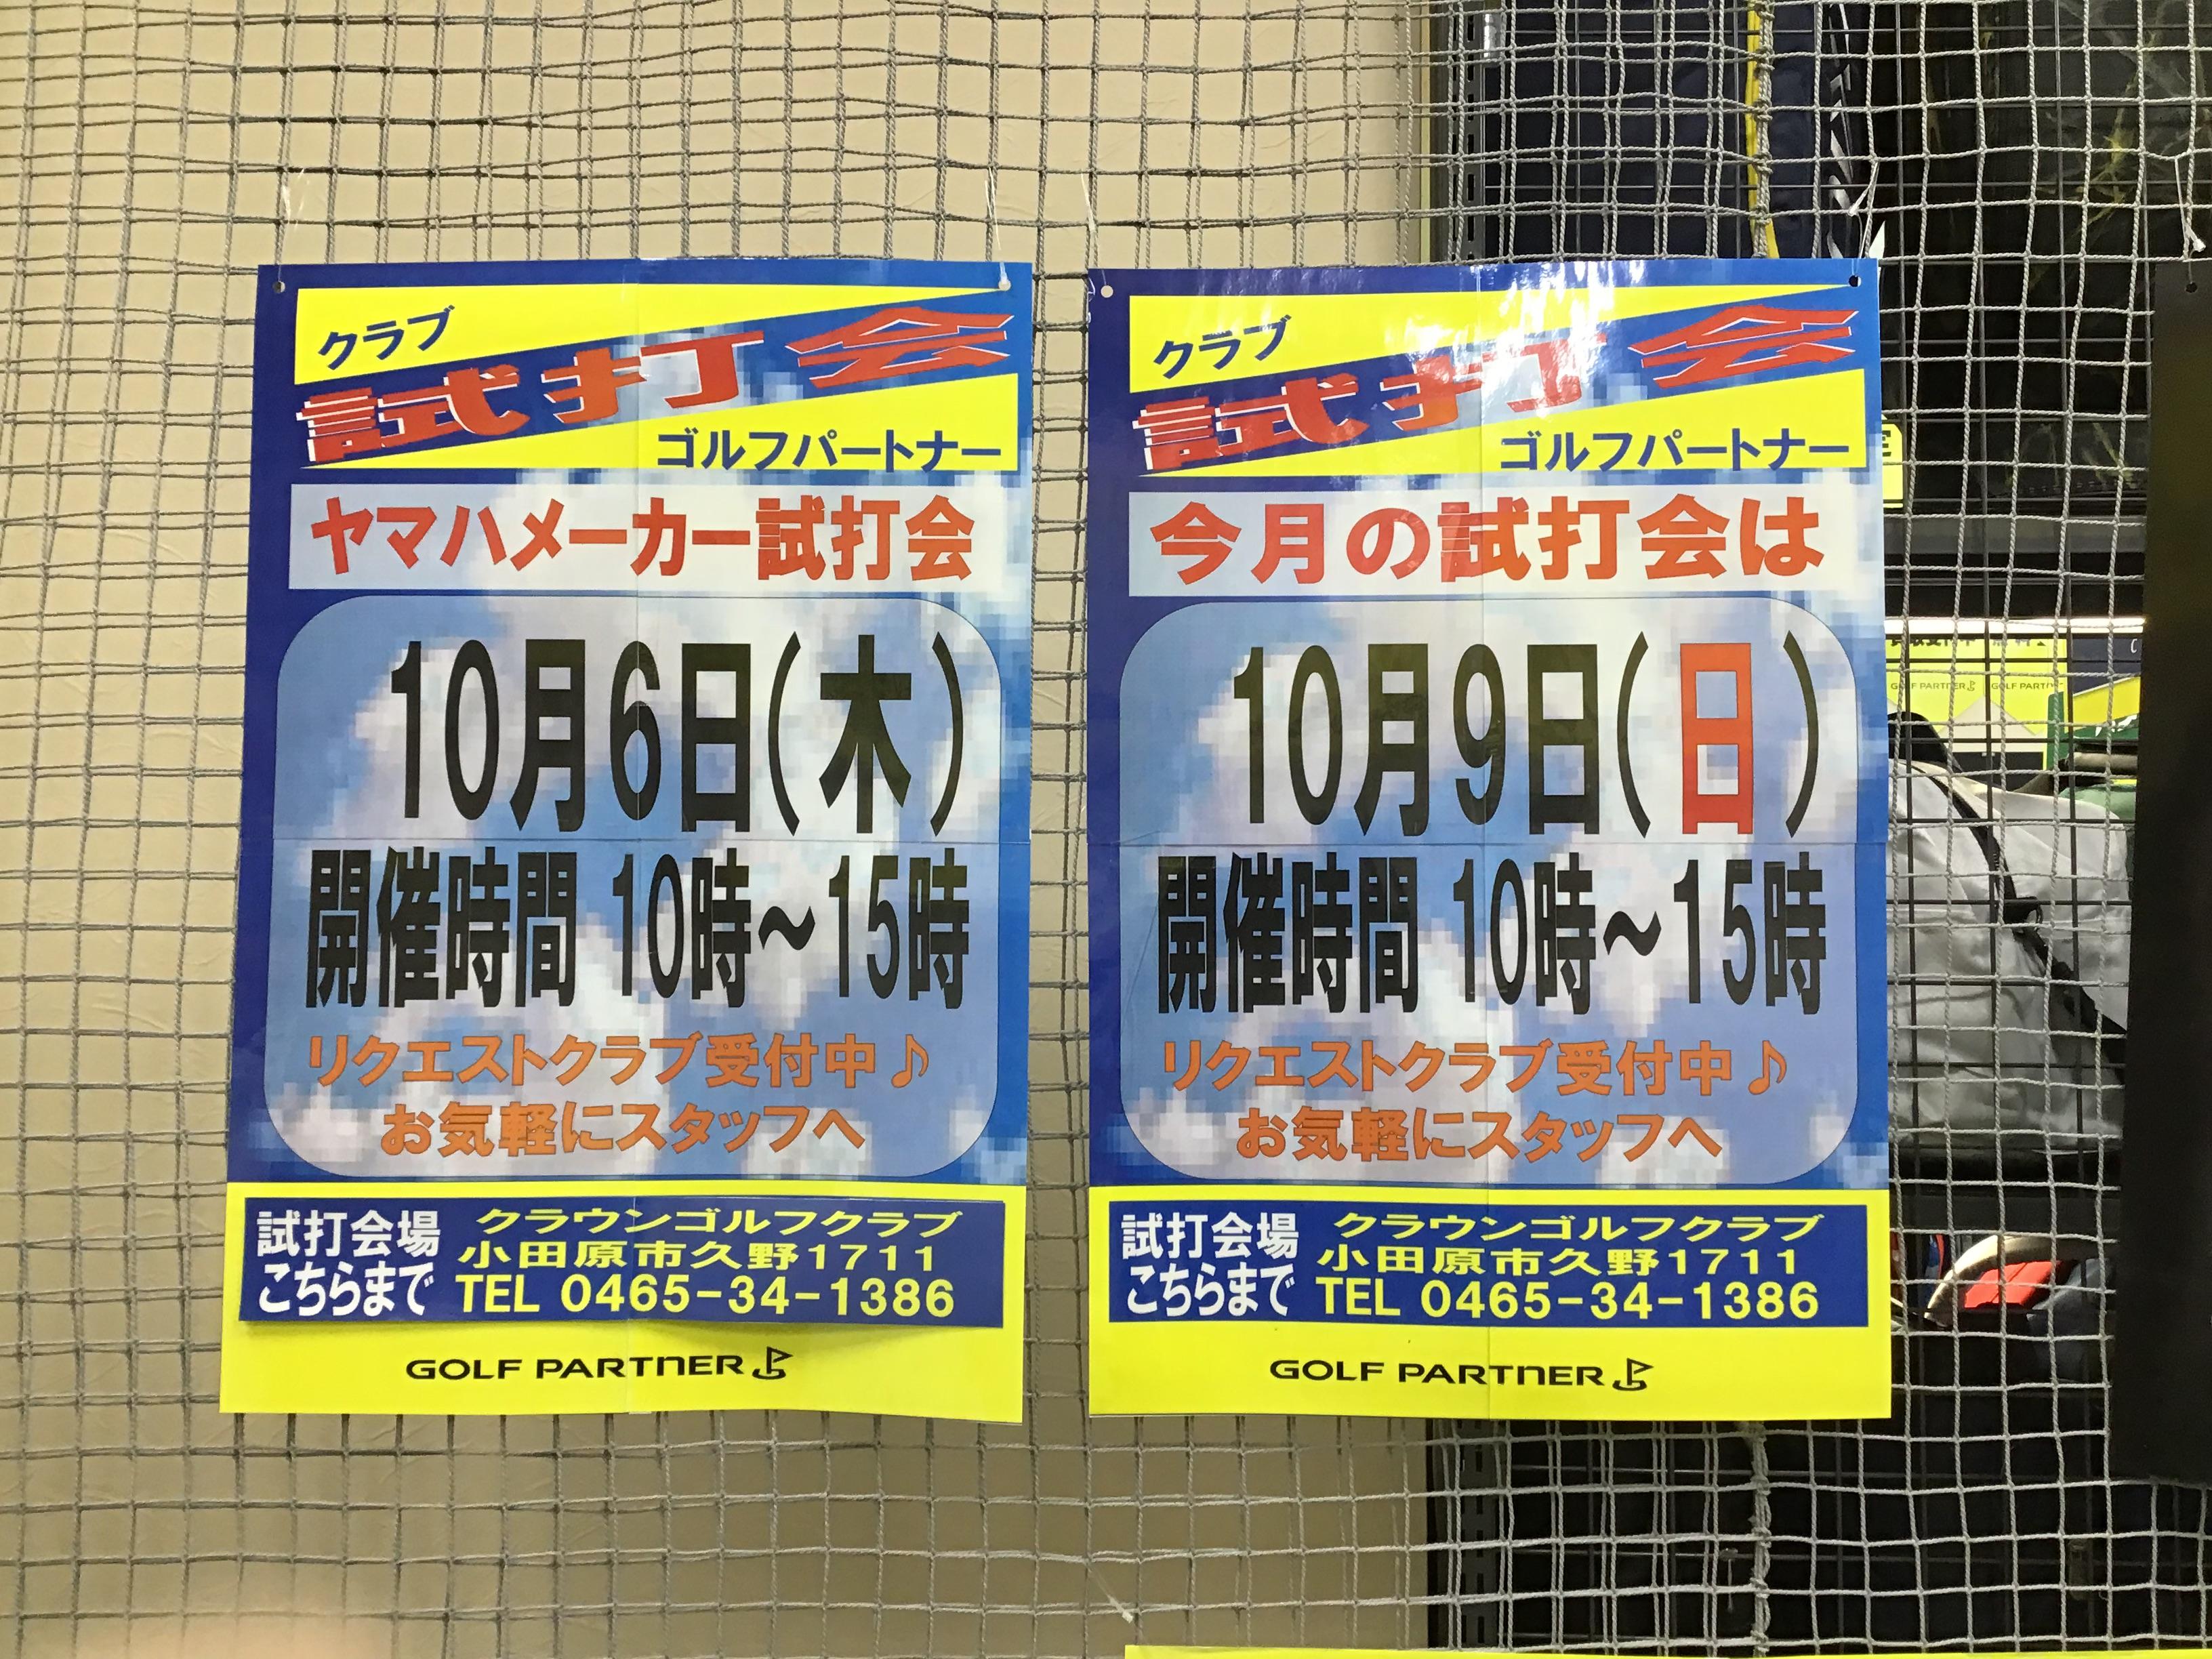 クラブ
試打会
ゴルフパートナー
ヤマハメーカー試打会
10月6日(木)
開催時間 10時～15時
リクエストクラブ受付中♪
お気軽にスタッフへ
試打会場
こちらまで
クラウンゴルフクラブ
小田原市久野1711
TEL 0465-34-1386
GOLF PARTNER
クラブ
試打会
ゴルフパートナー
今月の試打会は
10月9日(日)
開催時間 10時～15時
リクエストクラブ受付中♪
お気軽にスタッフへ
試打会場
こちらまで
クラウンゴルフクラブ
小田原市久野1711
TEL 0465-34-1386
GOLF PARTNER
GOLF PARTNER